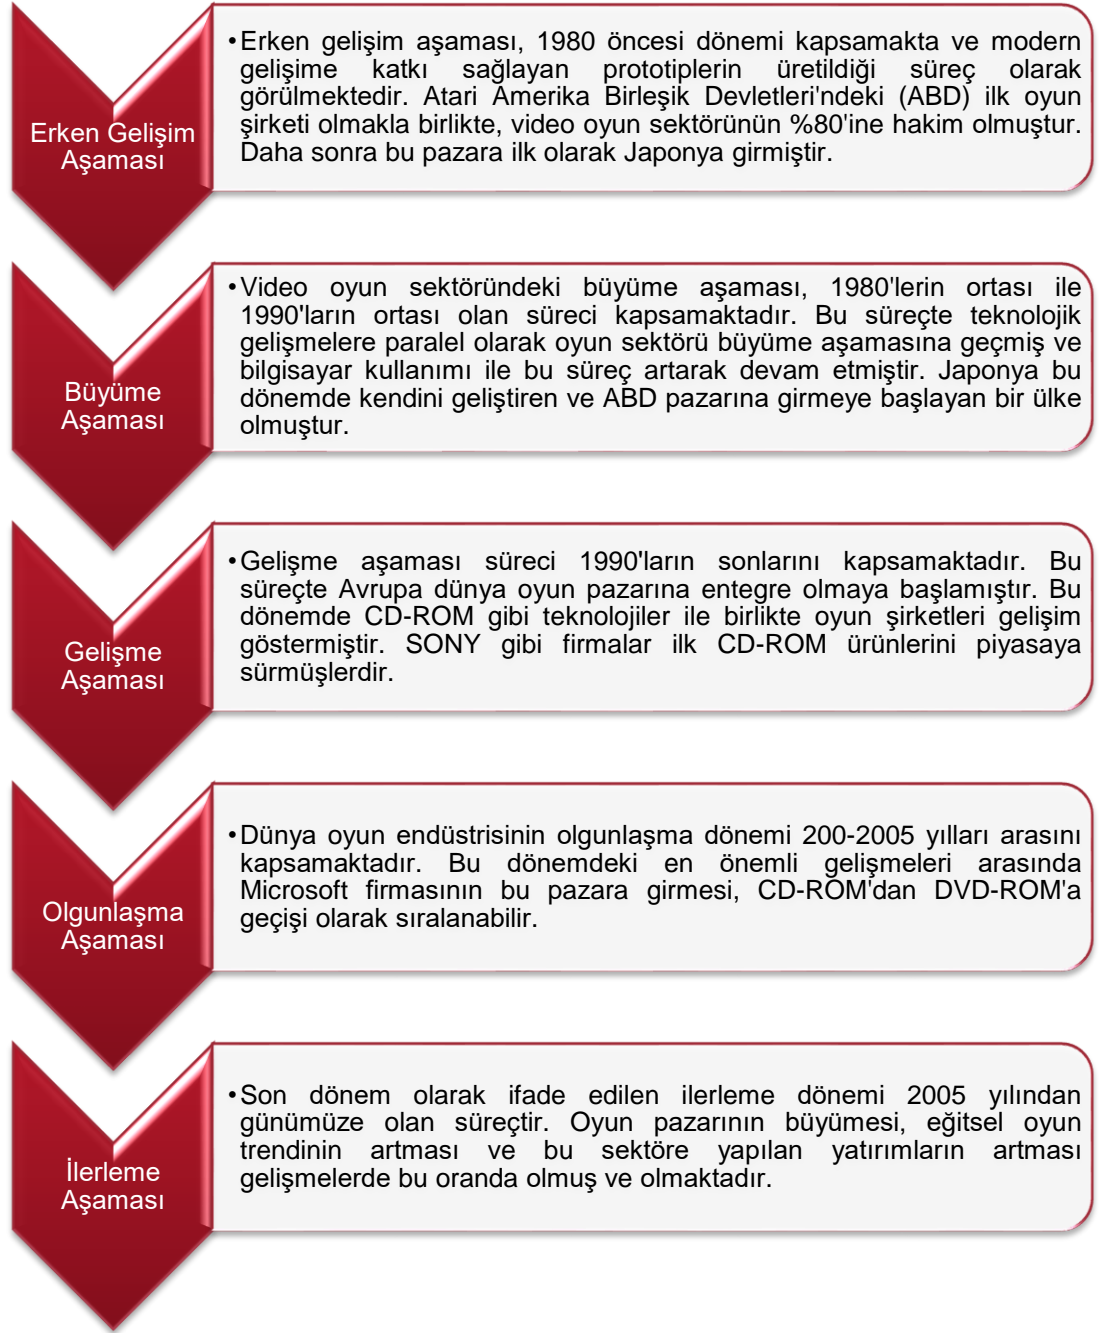 Erken Gelişim
Aşaması
•Erken gelişim aşaması, 1980 öncesi dönemi kapsamakta ve modern
gelişime katkı sağlayan prototiplerin üretildiği süreç olarak
görülmektedir. Atari Amerika Birleşik Devletleri'ndeki (ABD) ilk oyun
şirketi olmakla birlikte, video oyun sektörünün %80'ine hakim olmuştur.
Daha sonra bu pazara ilk olarak Japonya girmiştir.
Büyüme
Aşaması
•Video oyun sektöründeki büyüme aşaması, 1980'lerin ortası ile
1990'ların ortası olan süreci kapsamaktadır. Bu süreçte teknolojik
gelişmelere paralel olarak oyun sektörü büyüme aşamasına geçmiş ve
bilgisayar kullanımı ile bu süreç artarak devam etmiştir. Japonya bu
dönemde kendini geliştiren ve ABD pazarına girmeye başlayan bir ülke
olmuştur.
Gelişme
Aşaması
•Gelişme aşaması süreci 1990'ların sonlarını kapsamaktadır. Bu
süreçte Avrupa dünya oyun pazarına entegre olmaya başlamıştır. Bu
dönemde CD-ROM gibi teknolojiler ile birlikte oyun şirketleri gelişim
göstermiştir. SONY gibi firmalar ilk CD-ROM ürünlerini piyasaya
sürmüşlerdir.
Olgunlaşma
Aşaması
•Dünya oyun endüstrisinin olgunlaşma dönemi 200-2005 yılları arasını
kapsamaktadır. Bu dönemdeki en önemli gelişmeleri arasında
Microsoft firmasının bu pazara girmesi, CD-ROM'dan DVD-ROM'a
geçişi olarak sıralanabilir.
İlerleme
Aşaması
•Son dönem olarak ifade edilen ilerleme dönemi 2005 yılından
günümüze olan süreçtir. Oyun pazarının büyümesi, eğitsel oyun
trendinin artması ve bu sektöre yapılan yatırımların artması
gelişmelerde bu oranda olmuş ve olmaktadır.